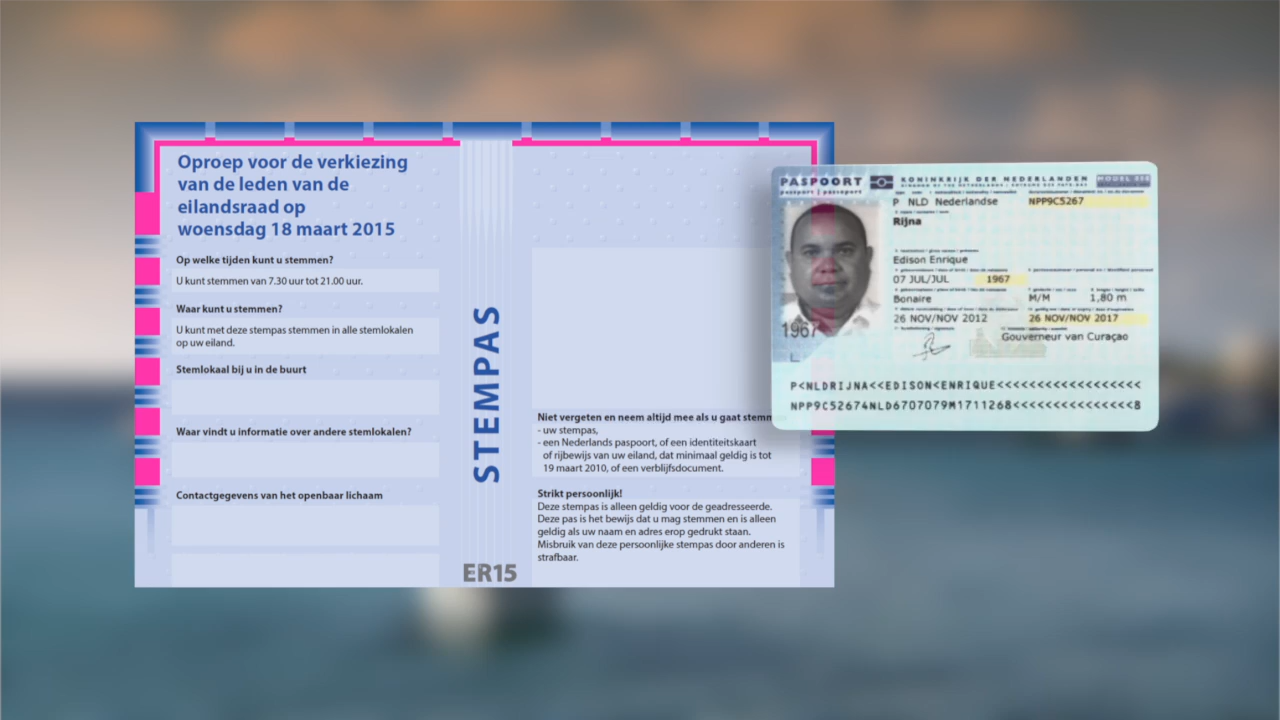 Oproep voor de verkiezing
van de leden van de
eilandsraad op
woensdag 18 maart 2015
Op welke tijden kunt u stemmen?
U kunt stemmen van 7.30 uur tot 21.00 uur.
Waar kunt u stemmen?
U kunt met deze stempas stemmen in alle stemlokalen
op uw eiland.
Stemlokaal bij u in de buurt
Waar vindt u informatie over andere stemlokalen?
Contactgegevens van het openbaar lichaam
STEMPAS
ER15
Niet vergeten en neem altijd mee als u gaat stemm
- uw stempas,
- een Nederlands paspoort, of een identiteitskaart
of rijbewijs van uw eiland, dat minimaal geldig is tot
19 maart 2010, of een verblijfsdocument.
Strikt persoonlijk!
Deze stempas is alleen geldig voor de geadresseerde.
Deze pas is het bewijs dat u mag stemmen en is alleen
geldig als uw naam en adres erop gedrukt staan.
Misbruik van deze persoonlijke stempas door anderen is
strafbaar.
PASPOORT KONINKRIJK DER NEDERLANDEN
passport | passeport
P NLD Nederlandse NPP9C5267
Rijna
Edison Enrique
07 JUL/JUL 1967
Bonaire M/M 1,80 m
26 NOV/NOV 2012 26 NOV/NOV 2017
Gouverneur van Curaçao
1967
P<NLDRIJNA<<EDISON<ENRIQUE<<<<<<<<<<<<<<<<<<
NPP9C52674NLD6707079M1711268<<<<<<<<<<<<<<<8